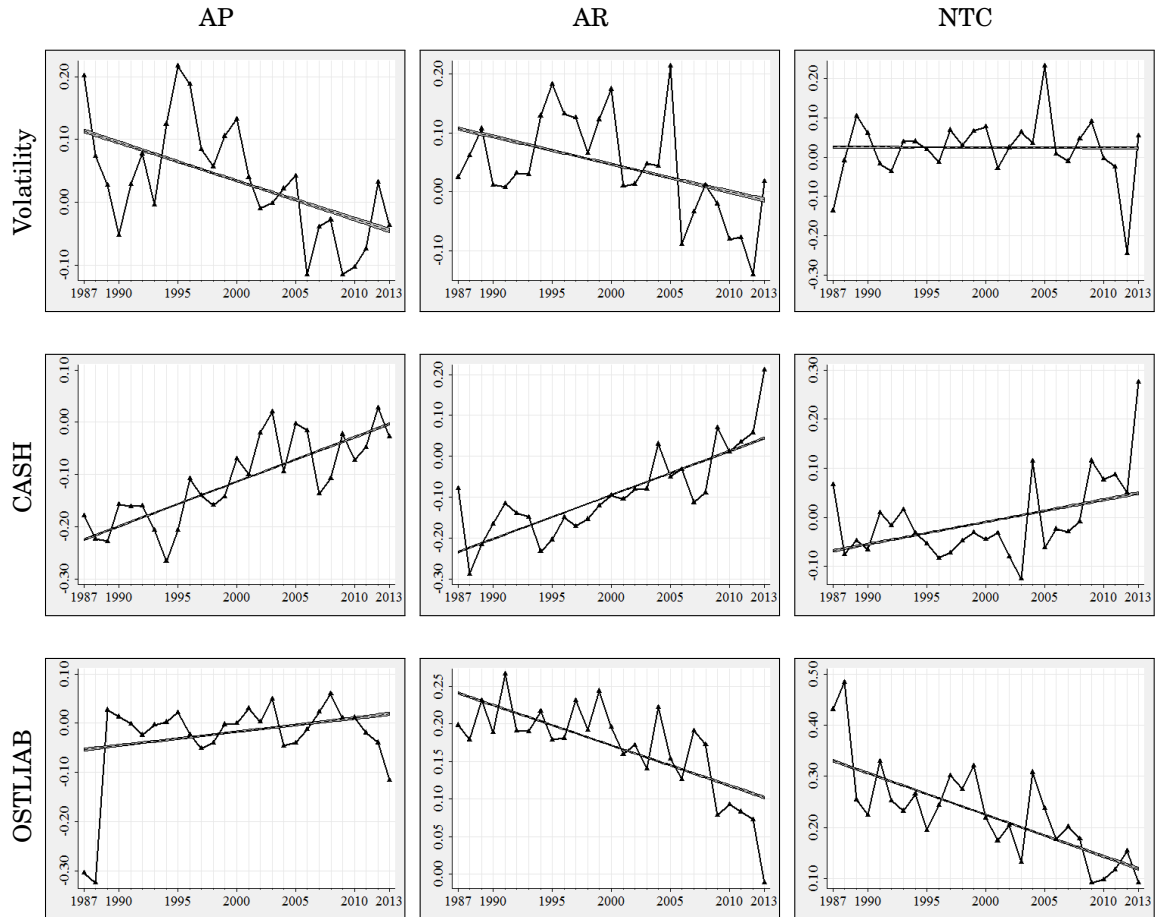 AP AR NTC
Volatility
0.20 0.10 0.00 -0.10
1987 1990 1995 2000 2005 2010 2013
0.20 0.10 0.00 -0.10
1987 1990 1995 2000 2005 2010 2013
0.20 0.10 0.00 -0.10 -0.20 -0.30
1987 1990 1995 2000 2005 2010 2013
CASH
0.10 0.00 -0.10 -0.20 -0.30
1987 1990 1995 2000 2005 2010 2013
0.20 0.10 0.00 -0.10 -0.20 -0.30
1987 1990 1995 2000 2005 2010 2013
0.30 0.20 0.10 0.00 -0.10
1987 1990 1995 2000 2005 2010 2013
OSTLIAB
0.10 0.00 -0.10 -0.20 -0.30
1987 1990 1995 2000 2005 2010 2013
0.25 0.20 0.15 0.10 0.05 0.00
1987 1990 1995 2000 2005 2010 2013
0.50 0.40 0.30 0.20 0.10
1987 1990 1995 2000 2005 2010 2013